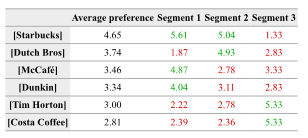 Average preference Segment 1 Segment 2 Segment 3
[Starbucks] 4.65 5.61 5.04 1.33
[Dutch Bros] 3.74 1.87 4.93 2.83
[McCafé] 3.46 4.87 2.78 3.33
[Dunkin] 3.34 4.04 3.11 2.83
[Tim Horton] 3.00 2.22 2.78 5.33
[Costa Coffee] 2.81 2.39 2.36 5.33